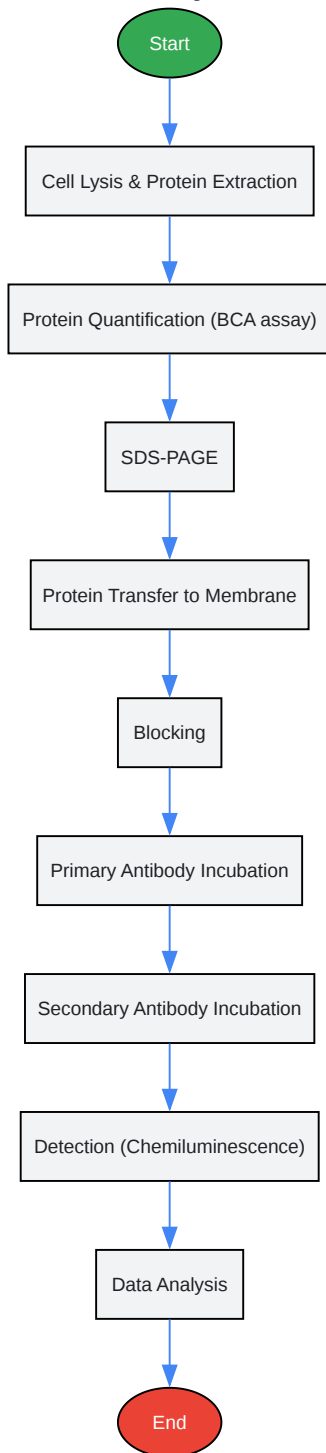 Start
Cell Lysis & Protein Extraction
Protein Quantification (BCA assay)
SDS-PAGE
Protein Transfer to Membrane
Blocking
Primary Antibody Incubation
Secondary Antibody Incubation
Detection (Chemiluminescence)
Data Analysis
End